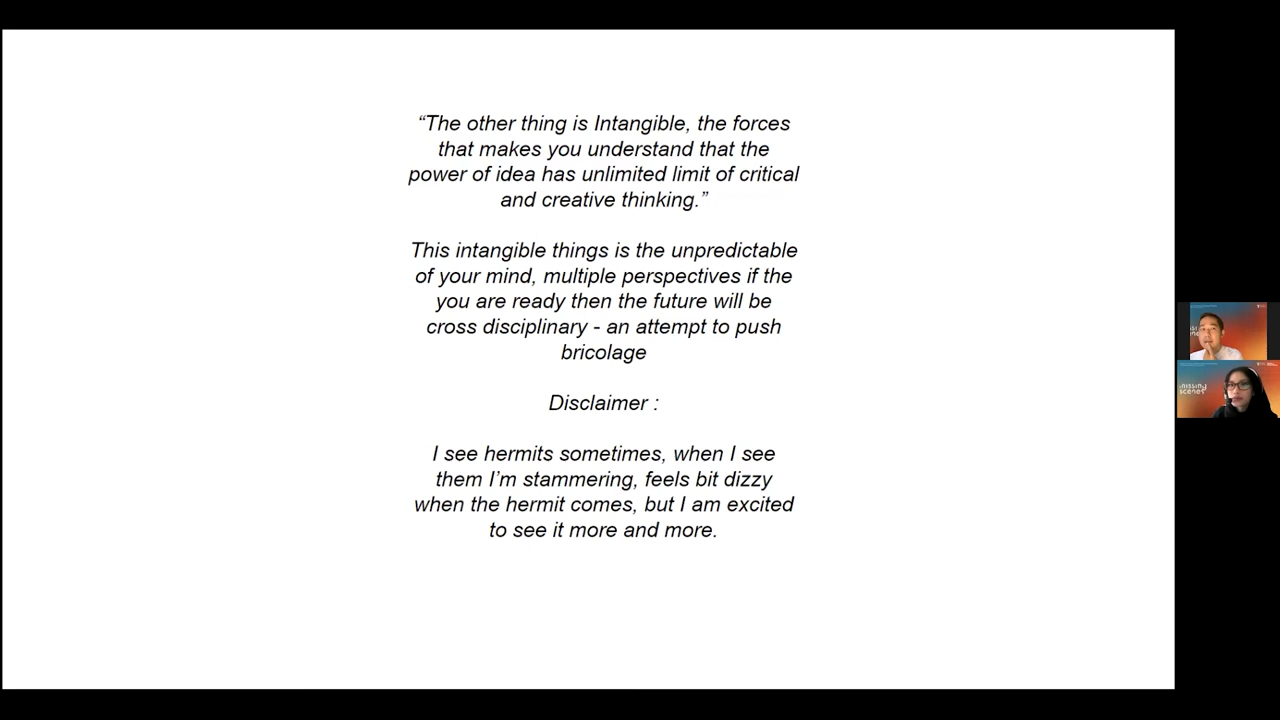 “The other thing is Intangible, the forces
that makes you understand that the
power of idea has unlimited limit of critical
and creative thinking.”
This intangible things is the unpredictable
of your mind, multiple perspectives if the
you are ready then the future will be
cross disciplinary - an attempt to push
bricolage
Disclaimer :
I see hermits sometimes, when I see
them I’m stammering, feels bit dizzy
when the hermit comes, but I am excited
to see it more and more.
missing
scenes